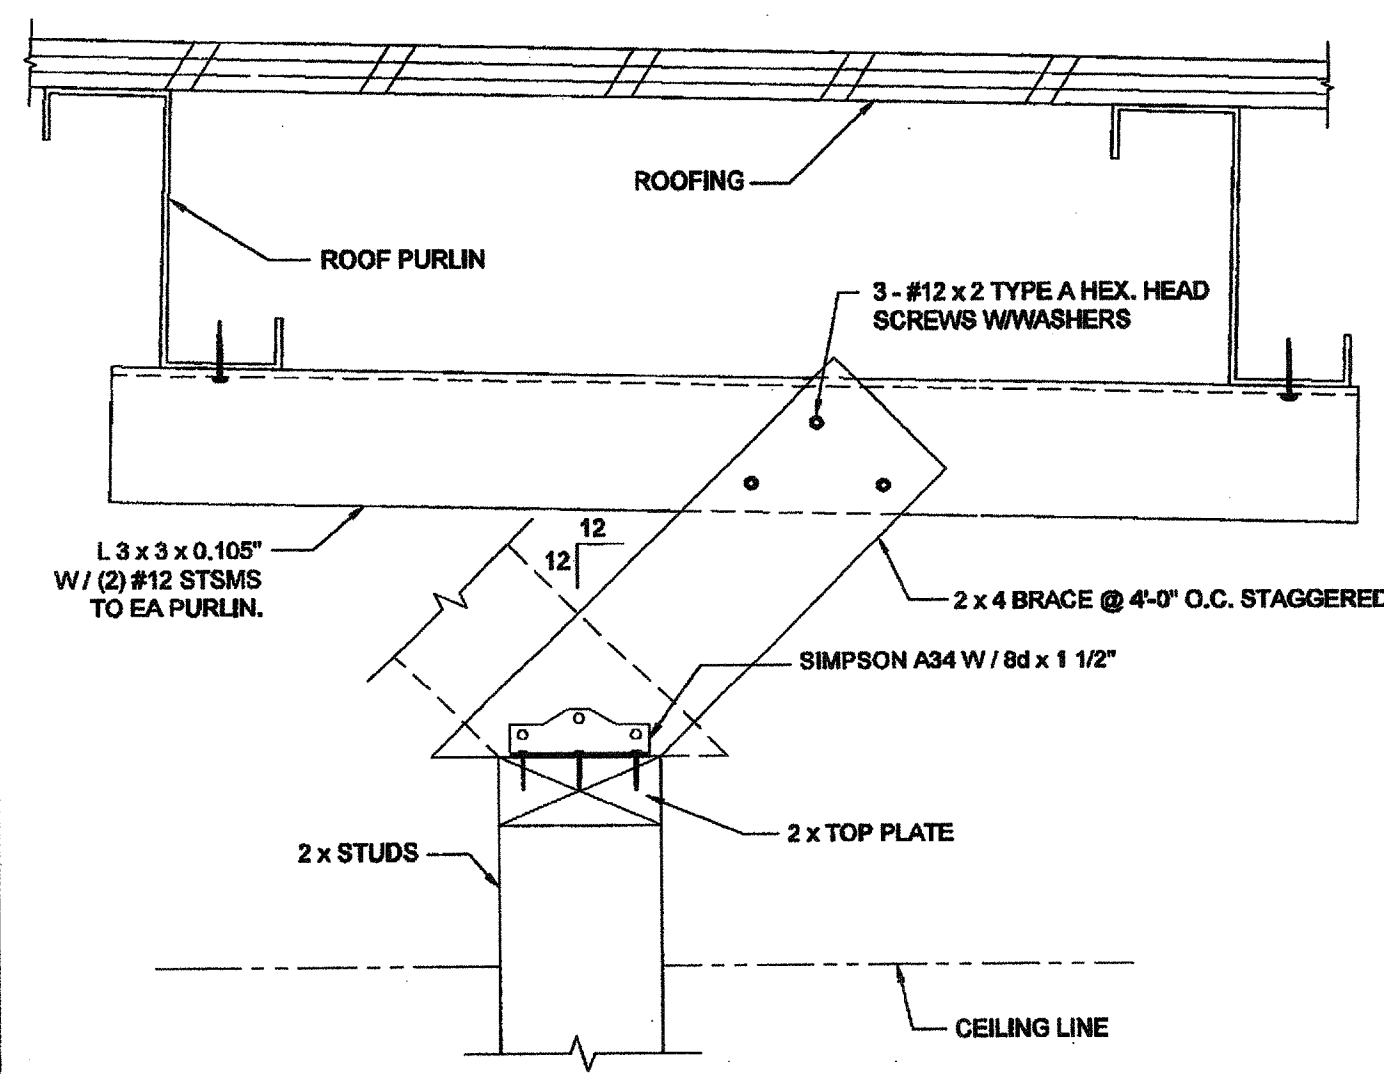 ROOFING
ROOF PURLIN
3 - #12 x 2 TYPE A HEX. HEAD
SCREWS W/WASHERS
12
12
L 3 x 3 x 0.105"
W / (2) #12 STSMS
TO EA PURLIN.
2 x 4 BRACE @ 4'-0" O.C. STAGGERED
SIMPSON A34 W / 8d x 1 1/2"
2 x TOP PLATE
2 x STUDS
CEILING LINE